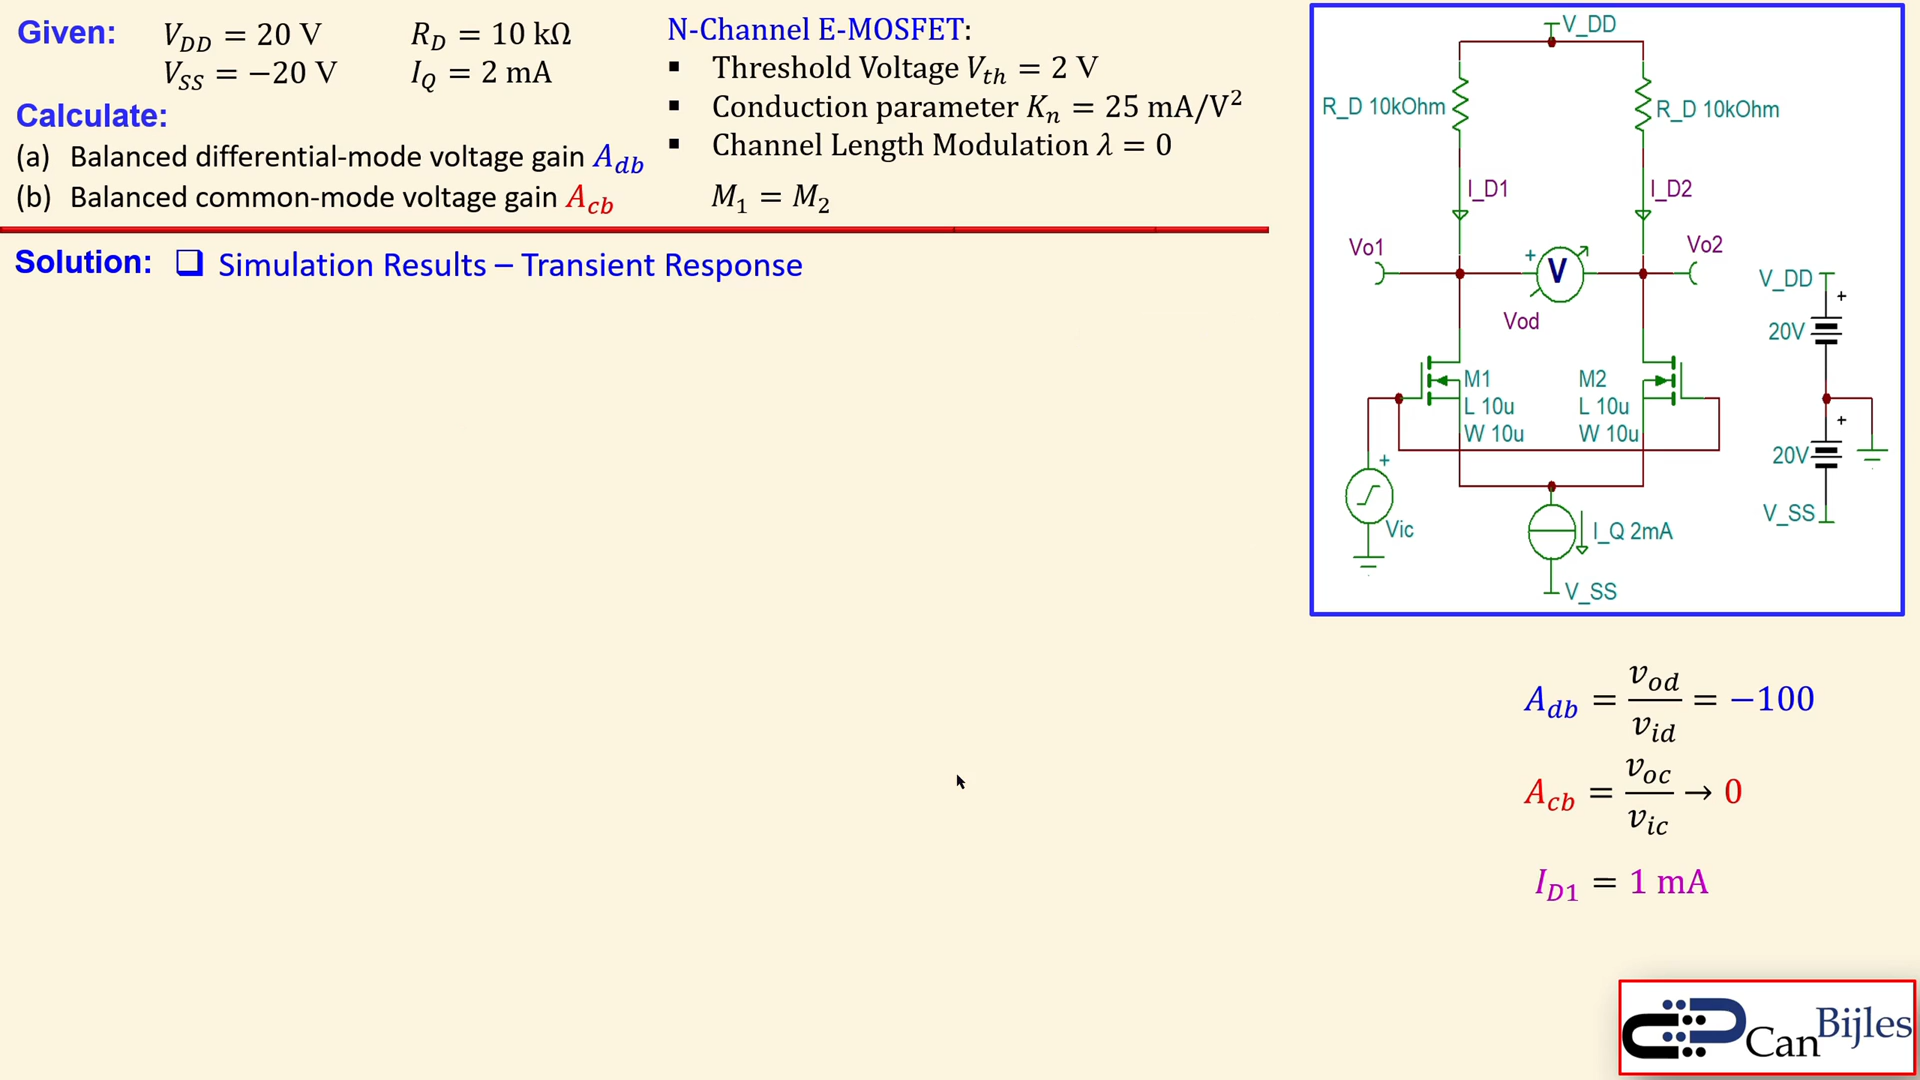 Given: V_DD = 20 V R_D = 10 kΩ
V_SS = −20 V I_Q = 2 mA
Calculate:
(a) Balanced differential-mode voltage gain A_db
(b) Balanced common-mode voltage gain A_cb
N-Channel E-MOSFET:
▪ Threshold Voltage V_th = 2 V
▪ Conduction parameter K_n = 25 mA/V²
▪ Channel Length Modulation λ = 0
M₁ = M₂
Solution: ❑ Simulation Results – Transient Response
V_DD
R_D 10kOhm
R_D 10kOhm
I_D1
I_D2
Vo1
+
V
Vo2
Vod
V_DD
+
20V
M1
L 10u
W 10u
M2
L 10u
W 10u
+
20V
V_SS
+
Vic
I_Q 2mA
V_SS
A_db = v_od / v_id = −100
A_cb = v_oc / v_ic → 0
I_D1 = 1 mA
CanBijles